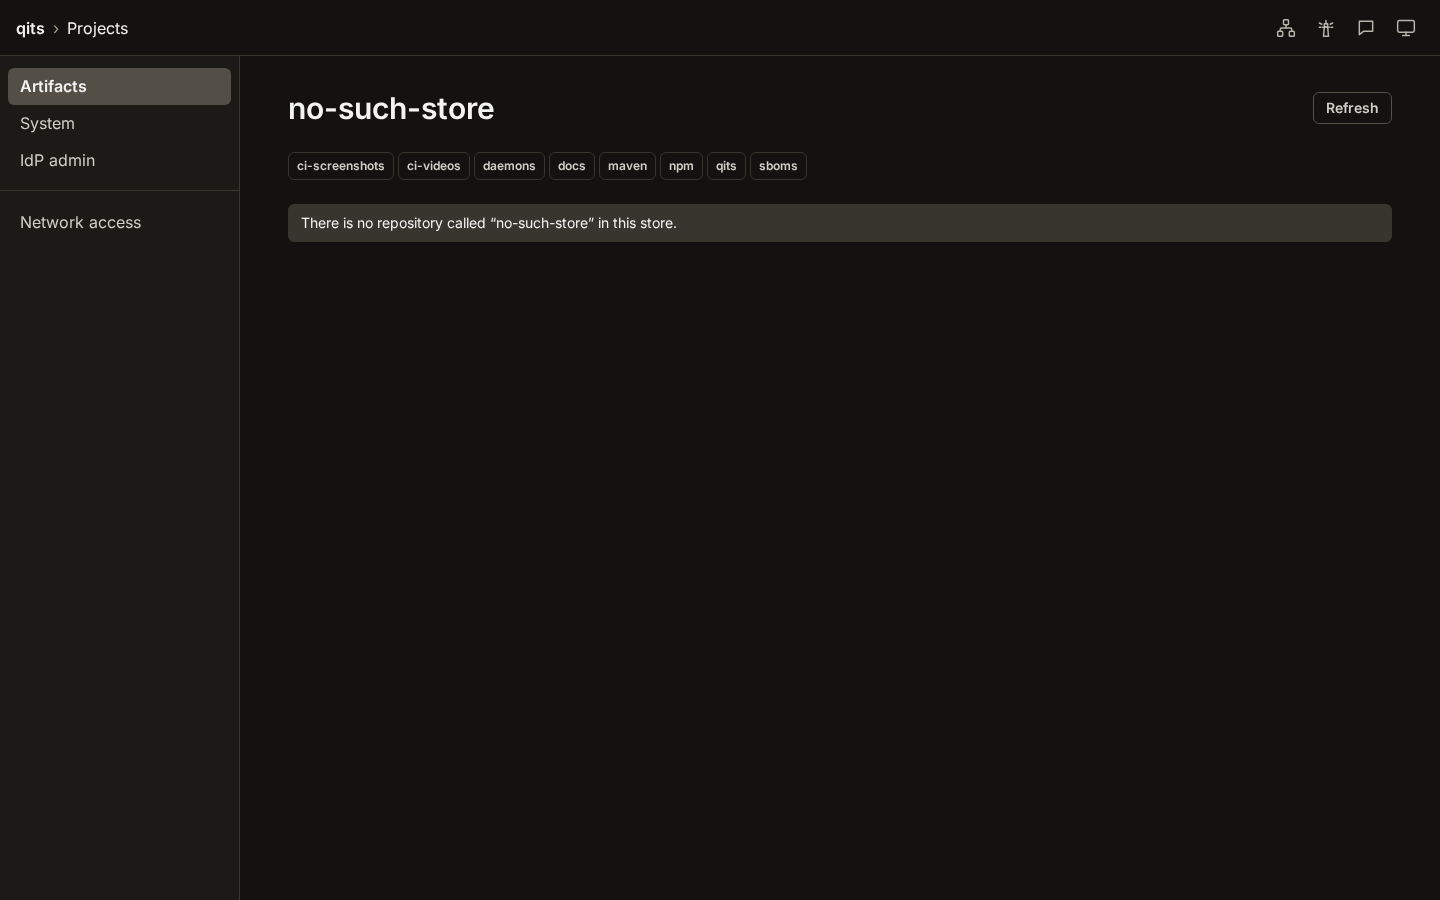 qits › Projects
Artifacts
System
IdP admin
Network access
no-such-store
Refresh
ci-screenshots ci-videos daemons docs maven npm qits sboms
There is no repository called “no-such-store” in this store.